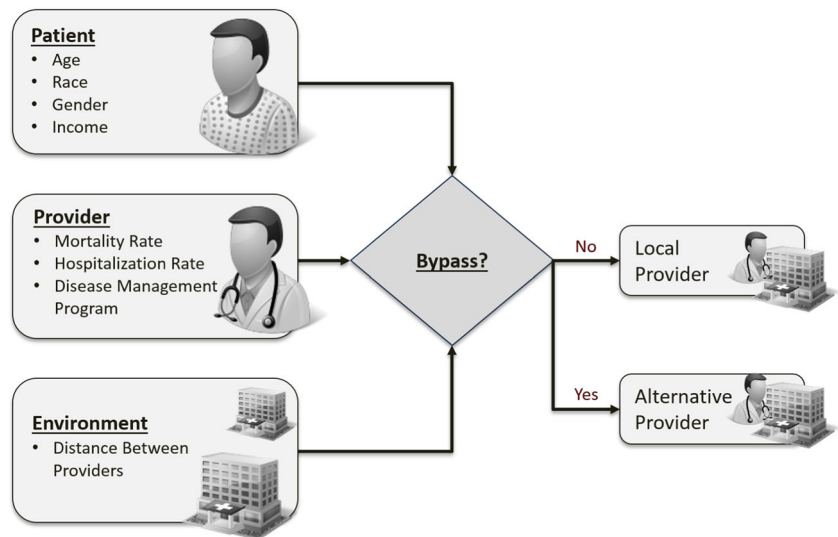 Patient
• Age
• Race
• Gender
• Income
Provider
• Mortality Rate
• Hospitalization Rate
• Disease Management
Program
Environment
• Distance Between
Providers
Bypass?
No
Local
Provider
Yes
Alternative
Provider